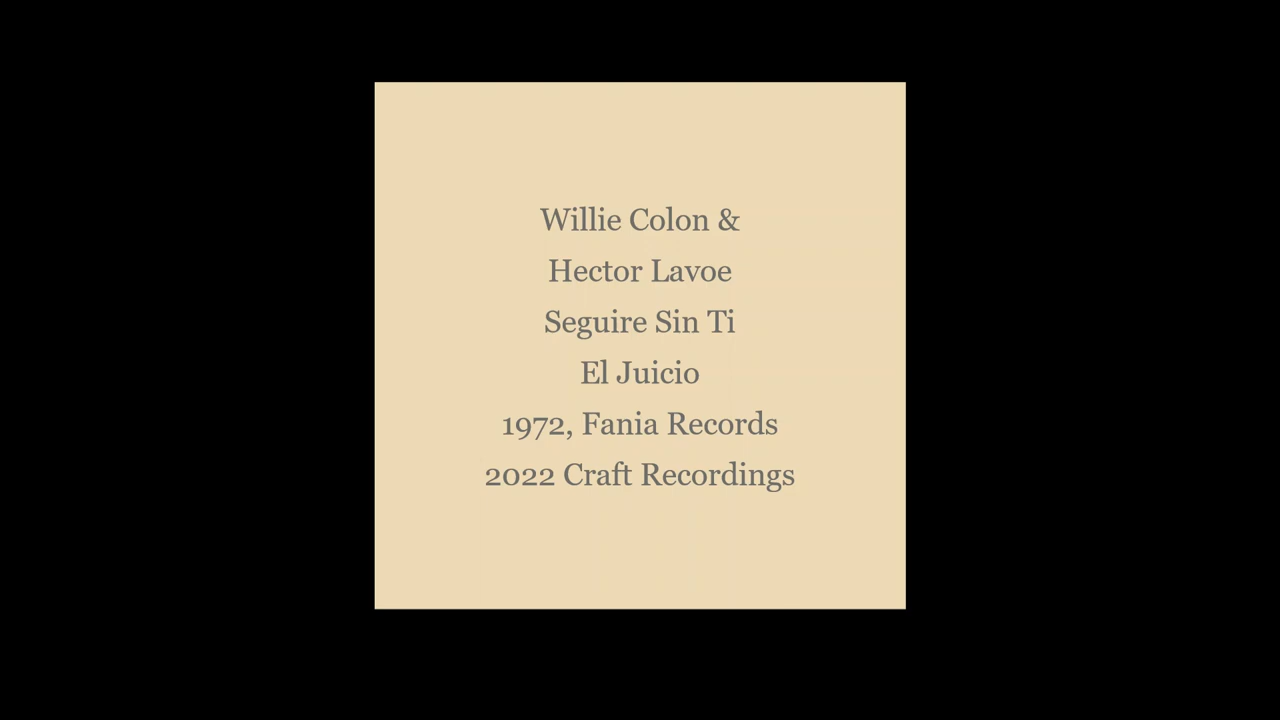 Willie Colon &
Hector Lavoe
Seguire Sin Ti
El Juicio
1972, Fania Records
2022 Craft Recordings